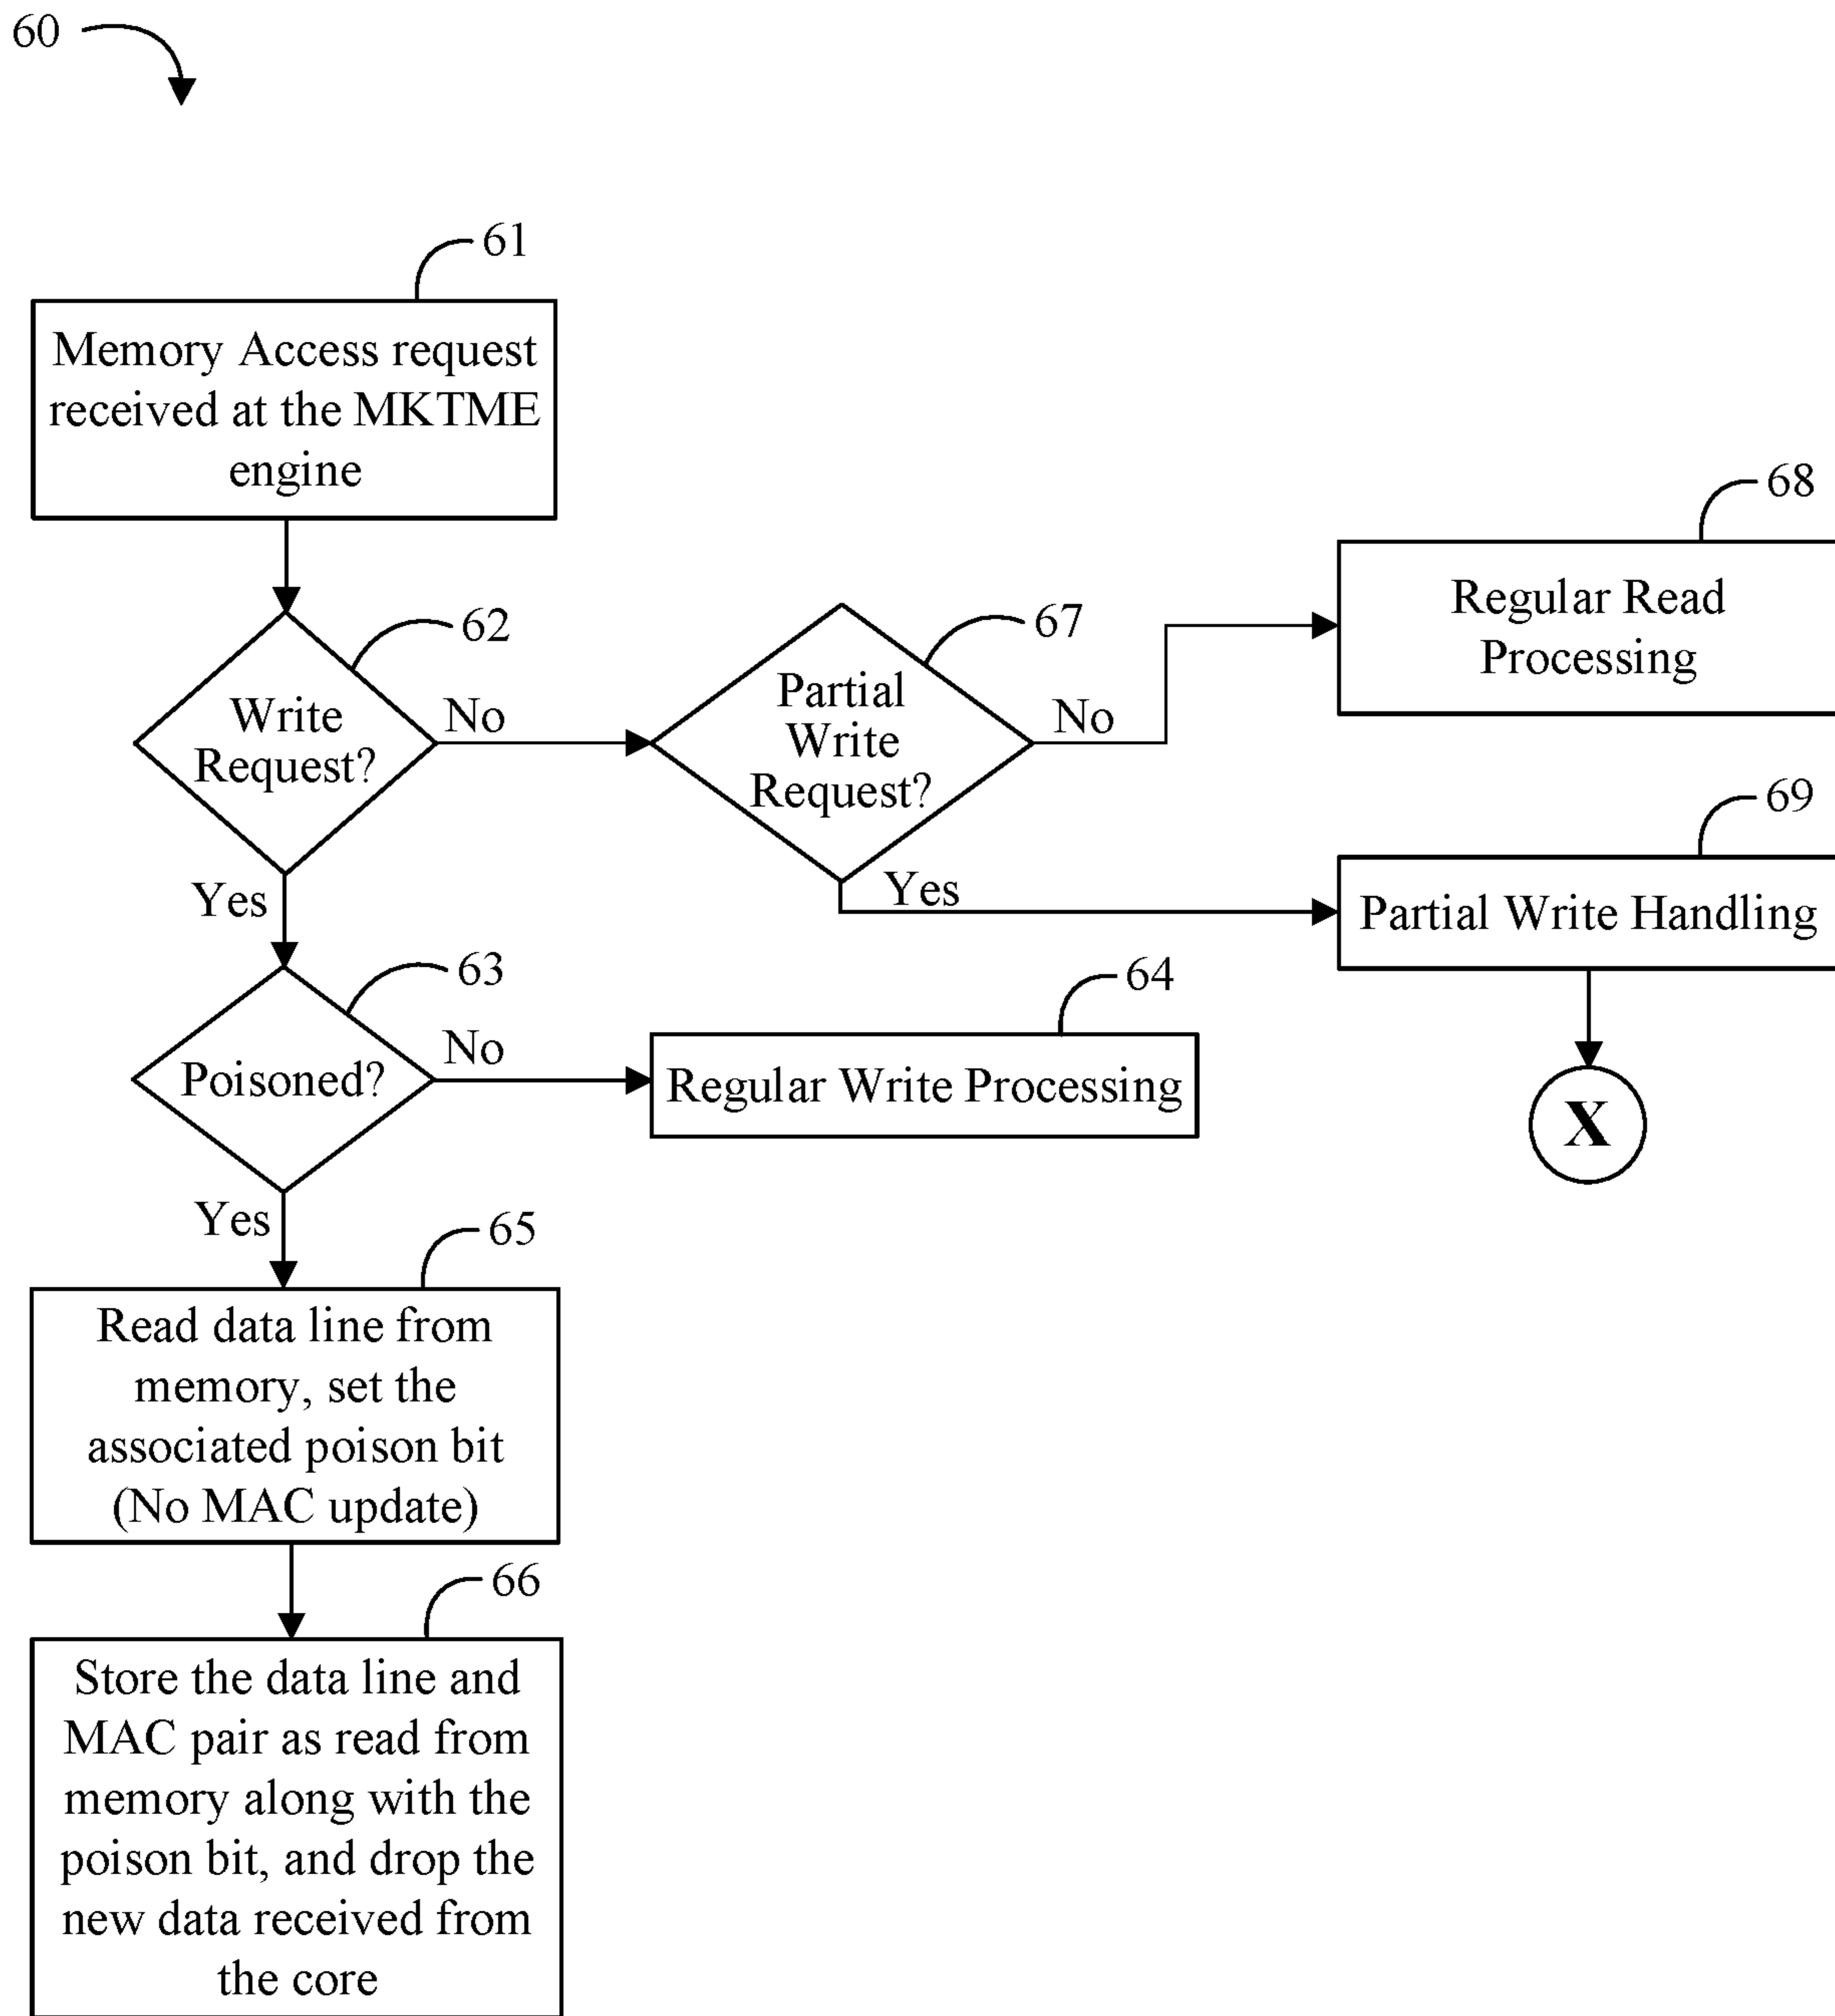 60
61
Memory Access request
received at the MKTME
engine
62
Write
Request?
No
Yes
67
Partial
Write
Request?
No
Yes
68
Regular Read
Processing
69
Partial Write Handling
X
63
Poisoned?
No
Yes
64
Regular Write Processing
65
Read data line from
memory, set the
associated poison bit
(No MAC update)
66
Store the data line and
MAC pair as read from
memory along with the
poison bit, and drop the
new data received from
the core